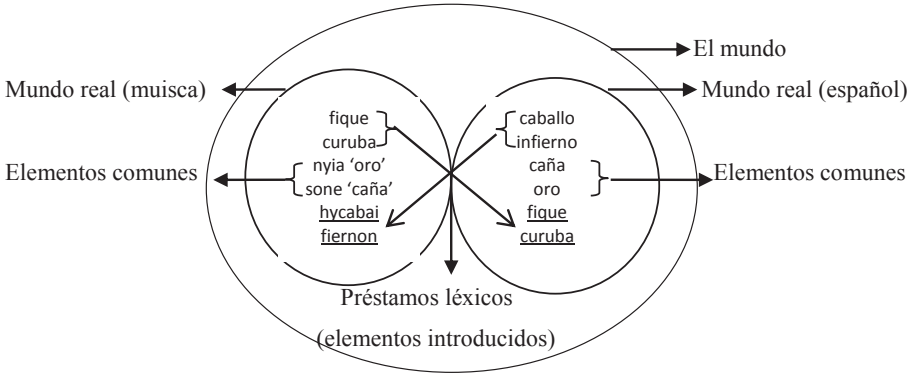 El mundo
Mundo real (muisca)
Mundo real (español)
fique
curuba
nyia ‘oro’
sone ‘caña’
hycabai
fiernon
caballo
infierno
caña
oro
fique
curuba
Elementos comunes
Elementos comunes
Préstamos léxicos
(elementos introducidos)